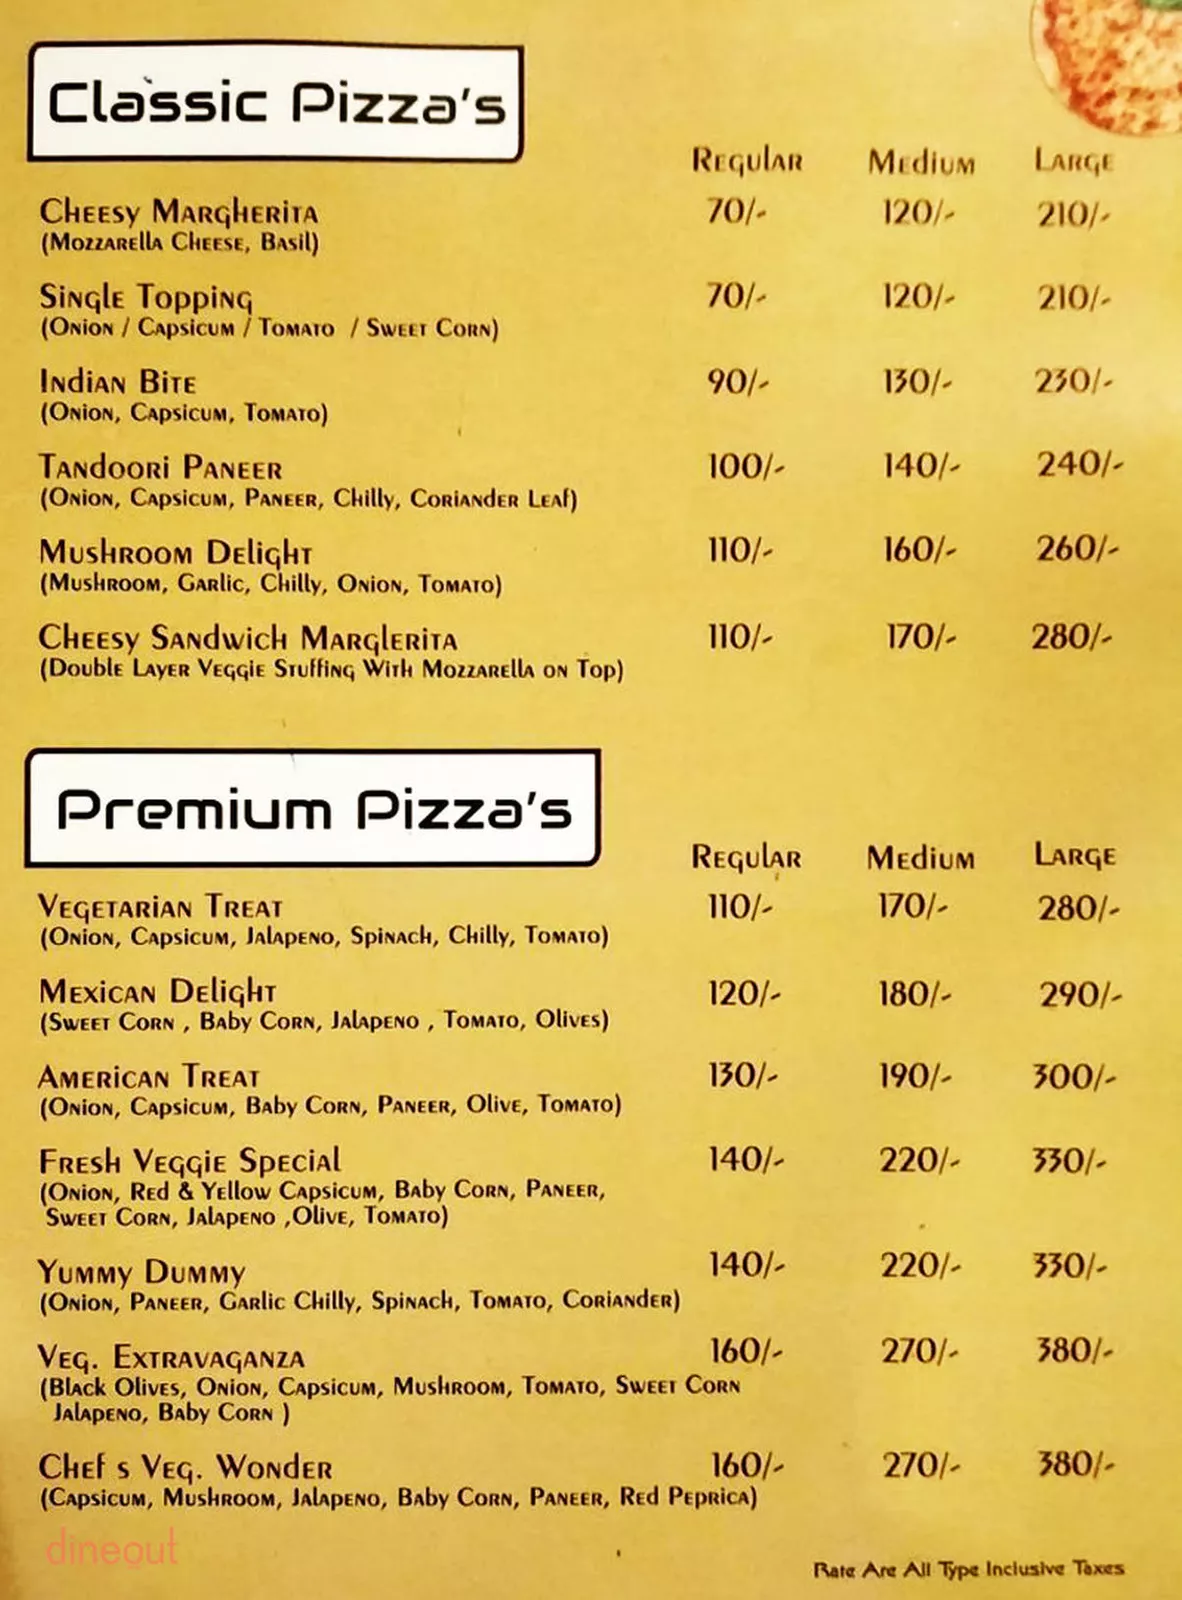 Classic Pizza's
Regular Medium Large
Cheesy Margherita 70/- 120/- 210/-
(Mozzarella Cheese, Basil)
Single Topping 70/- 120/- 210/-
(Onion / Capsicum / Tomato / Sweet Corn)
Indian Bite 90/- 130/- 230/-
(Onion, Capsicum, Tomato)
Tandoori Paneer 100/- 140/- 240/-
(Onion, Capsicum, Paneer, Chilly, Coriander Leaf)
Mushroom Delight 110/- 160/- 260/-
(Mushroom, Garlic, Chilly, Onion, Tomato)
Cheesy Sandwich Marglerita 110/- 170/- 280/-
(Double Layer Veggie Stuffing With Mozzarella on Top)
Premium Pizza's
Regular Medium Large
Vegetarian Treat 110/- 170/- 280/-
(Onion, Capsicum, Jalapeno, Spinach, Chilly, Tomato)
Mexican Delight 120/- 180/- 290/-
(Sweet Corn , Baby Corn, Jalapeno , Tomato, Olives)
American Treat 130/- 190/- 300/-
(Onion, Capsicum, Baby Corn, Paneer, Olive, Tomato)
Fresh Veggie Special 140/- 220/- 330/-
(Onion, Red & Yellow Capsicum, Baby Corn, Paneer,
Sweet Corn, Jalapeno ,Olive, Tomato)
Yummy Dummy 140/- 220/- 330/-
(Onion, Paneer, Garlic Chilly, Spinach, Tomato, Coriander)
Veg. Extravaganza 160/- 270/- 380/-
(Black Olives, Onion, Capsicum, Mushroom, Tomato, Sweet Corn
Jalapeno, Baby Corn )
Chef s Veg. Wonder 160/- 270/- 380/-
(Capsicum, Mushroom, Jalapeno, Baby Corn, Paneer, Red Peprica)
dineout
Rate Are All Type Inclusive Taxes